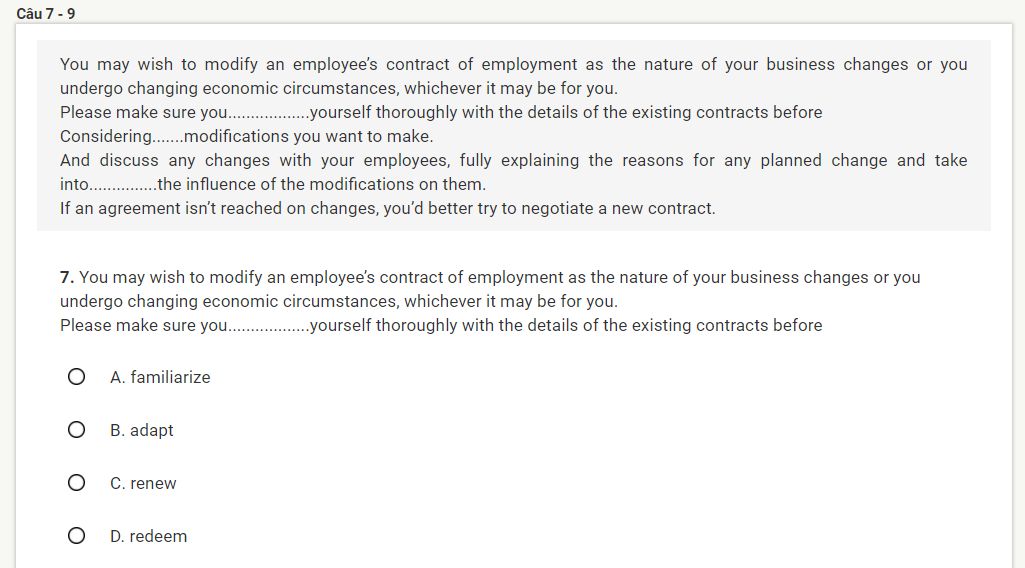 Câu 7 - 9
You may wish to modify an employee’s contract of employment as the nature of your business changes or you
undergo changing economic circumstances, whichever it may be for you.
Please make sure you..................yourself thoroughly with the details of the existing contracts before
Considering.......modifications you want to make.
And discuss any changes with your employees, fully explaining the reasons for any planned change and take
into...............the influence of the modifications on them.
If an agreement isn’t reached on changes, you’d better try to negotiate a new contract.
7. You may wish to modify an employee’s contract of employment as the nature of your business changes or you
undergo changing economic circumstances, whichever it may be for you.
Please make sure you..................yourself thoroughly with the details of the existing contracts before
A. familiarize
B. adapt
C. renew
D. redeem